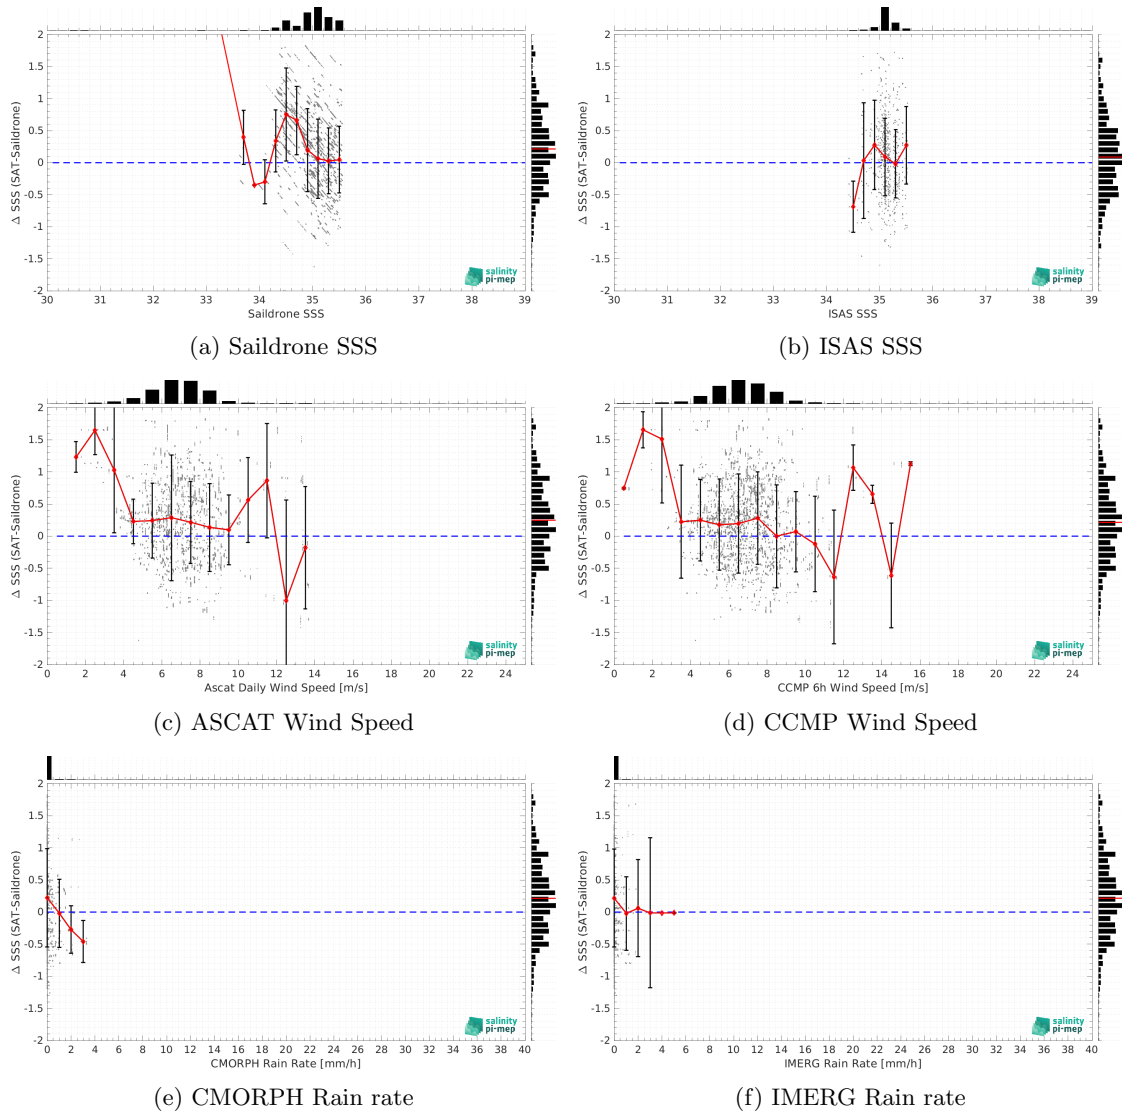 2
1.5
1
0.5
0
-0.5
-1
-1.5
-2
Δ SSS (SAT-Saildrone)
30 33 32 33 34 35 36 37 38 39
Saildrone SSS
salinity
pi-mep
(a) Saildrone SSS
2
1.5
1
0.5
0
-0.5
-1
-1.5
-2
Δ SSS (SAT-Saildrone)
30 33 32 33 34 35 36 37 38 39
ISAS SSS
salinity
pi-mep
(b) ISAS SSS
2
1.5
1
0.5
0
-0.5
-1
-1.5
-2
Δ SSS (SAT-Saildrone)
0 2 4 6 8 10 12 14 16 18 20 22 24
Ascat Daily Wind Speed [m/s]
salinity
pi-mep
(c) ASCAT Wind Speed
2
1.5
1
0.5
0
-0.5
-1
-1.5
-2
Δ SSS (SAT-Saildrone)
0 2 4 6 8 10 12 14 16 18 20 22 24
CCMP 6h Wind Speed [m/s]
salinity
pi-mep
(d) CCMP Wind Speed
2
1.5
1
0.5
0
-0.5
-1
-1.5
-2
Δ SSS (SAT-Saildrone)
0 2 4 6 8 10 12 14 16 18 20 22 24 26 28 30 32 34 36 38 40
CMORPH Rain Rate [mm/h]
salinity
pi-mep
(e) CMORPH Rain rate
2
1.5
1
0.5
0
-0.5
-1
-1.5
-2
Δ SSS (SAT-Saildrone)
0 2 4 6 8 10 12 14 16 18 20 22 24 26 28 30 32 34 36 38 40
IMERG Rain Rate [mm/h]
salinity
pi-mep
(f) IMERG Rain rate